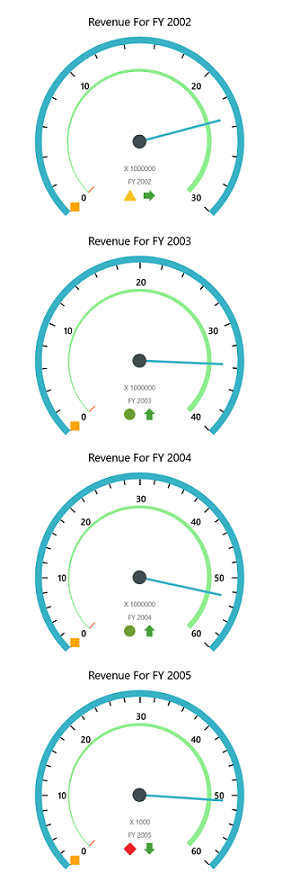 Revenue For FY 2002
10 20
0 30
X 1000000
FY 2002
Revenue For FY 2003
20
10 30
0 40
X 1000000
FY 2003
Revenue For FY 2004
30
20 40
10 50
0 60
X 1000000
FY 2004
Revenue For FY 2005
30
20 40
10 50
0 60
X 1000
FY 2005